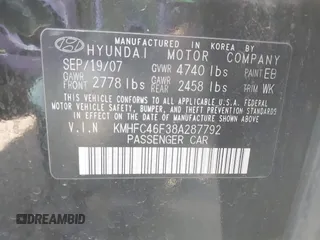 MANUFACTURED IN KOREA BY
HYUNDAI MOTOR COMPANY
SEP/19/07 GVWR 4740 lbs PAINT EB
GAWR FRONT 2778 lbs GAWR REAR 2458 lbs TRIM WK
THIS VEHICLE CONFORMS TO ALL APPLICABLE
U.S. FEDERAL MOTOR VEHICLE SAFETY, BUMPER,
AND THEFT PREVENTION STANDARDS IN EFFECT ON
THE DATE OF MANUFACTURE SHOWN ABOVE.
V.I.N KMHFC46F38A287792
PASSENGER CAR
DIDABIMBID